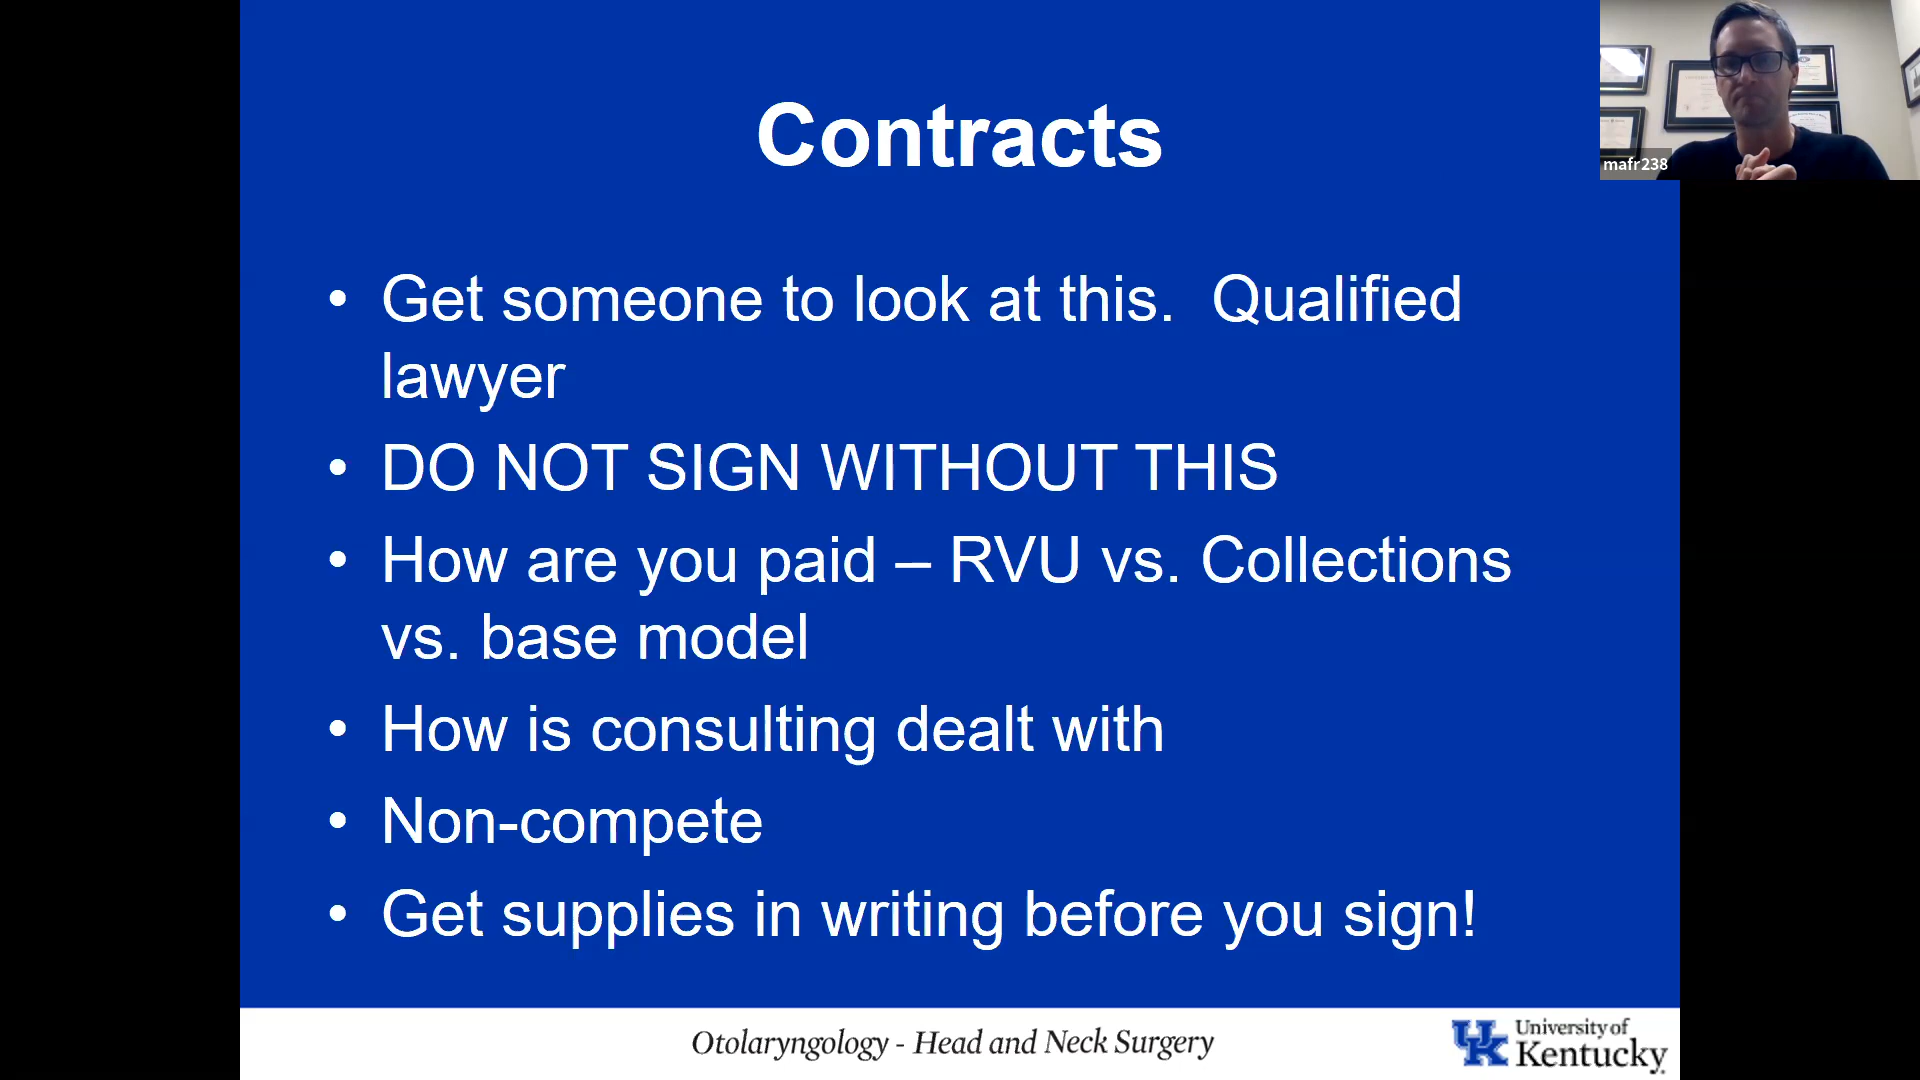 Contracts
mafr238
• Get someone to look at this.  Qualified
lawyer
• DO NOT SIGN WITHOUT THIS
• How are you paid – RVU vs. Collections
vs. base model
• How is consulting dealt with
• Non-compete
• Get supplies in writing before you sign!
Otolaryngology - Head and Neck Surgery
UK
University of
Kentucky